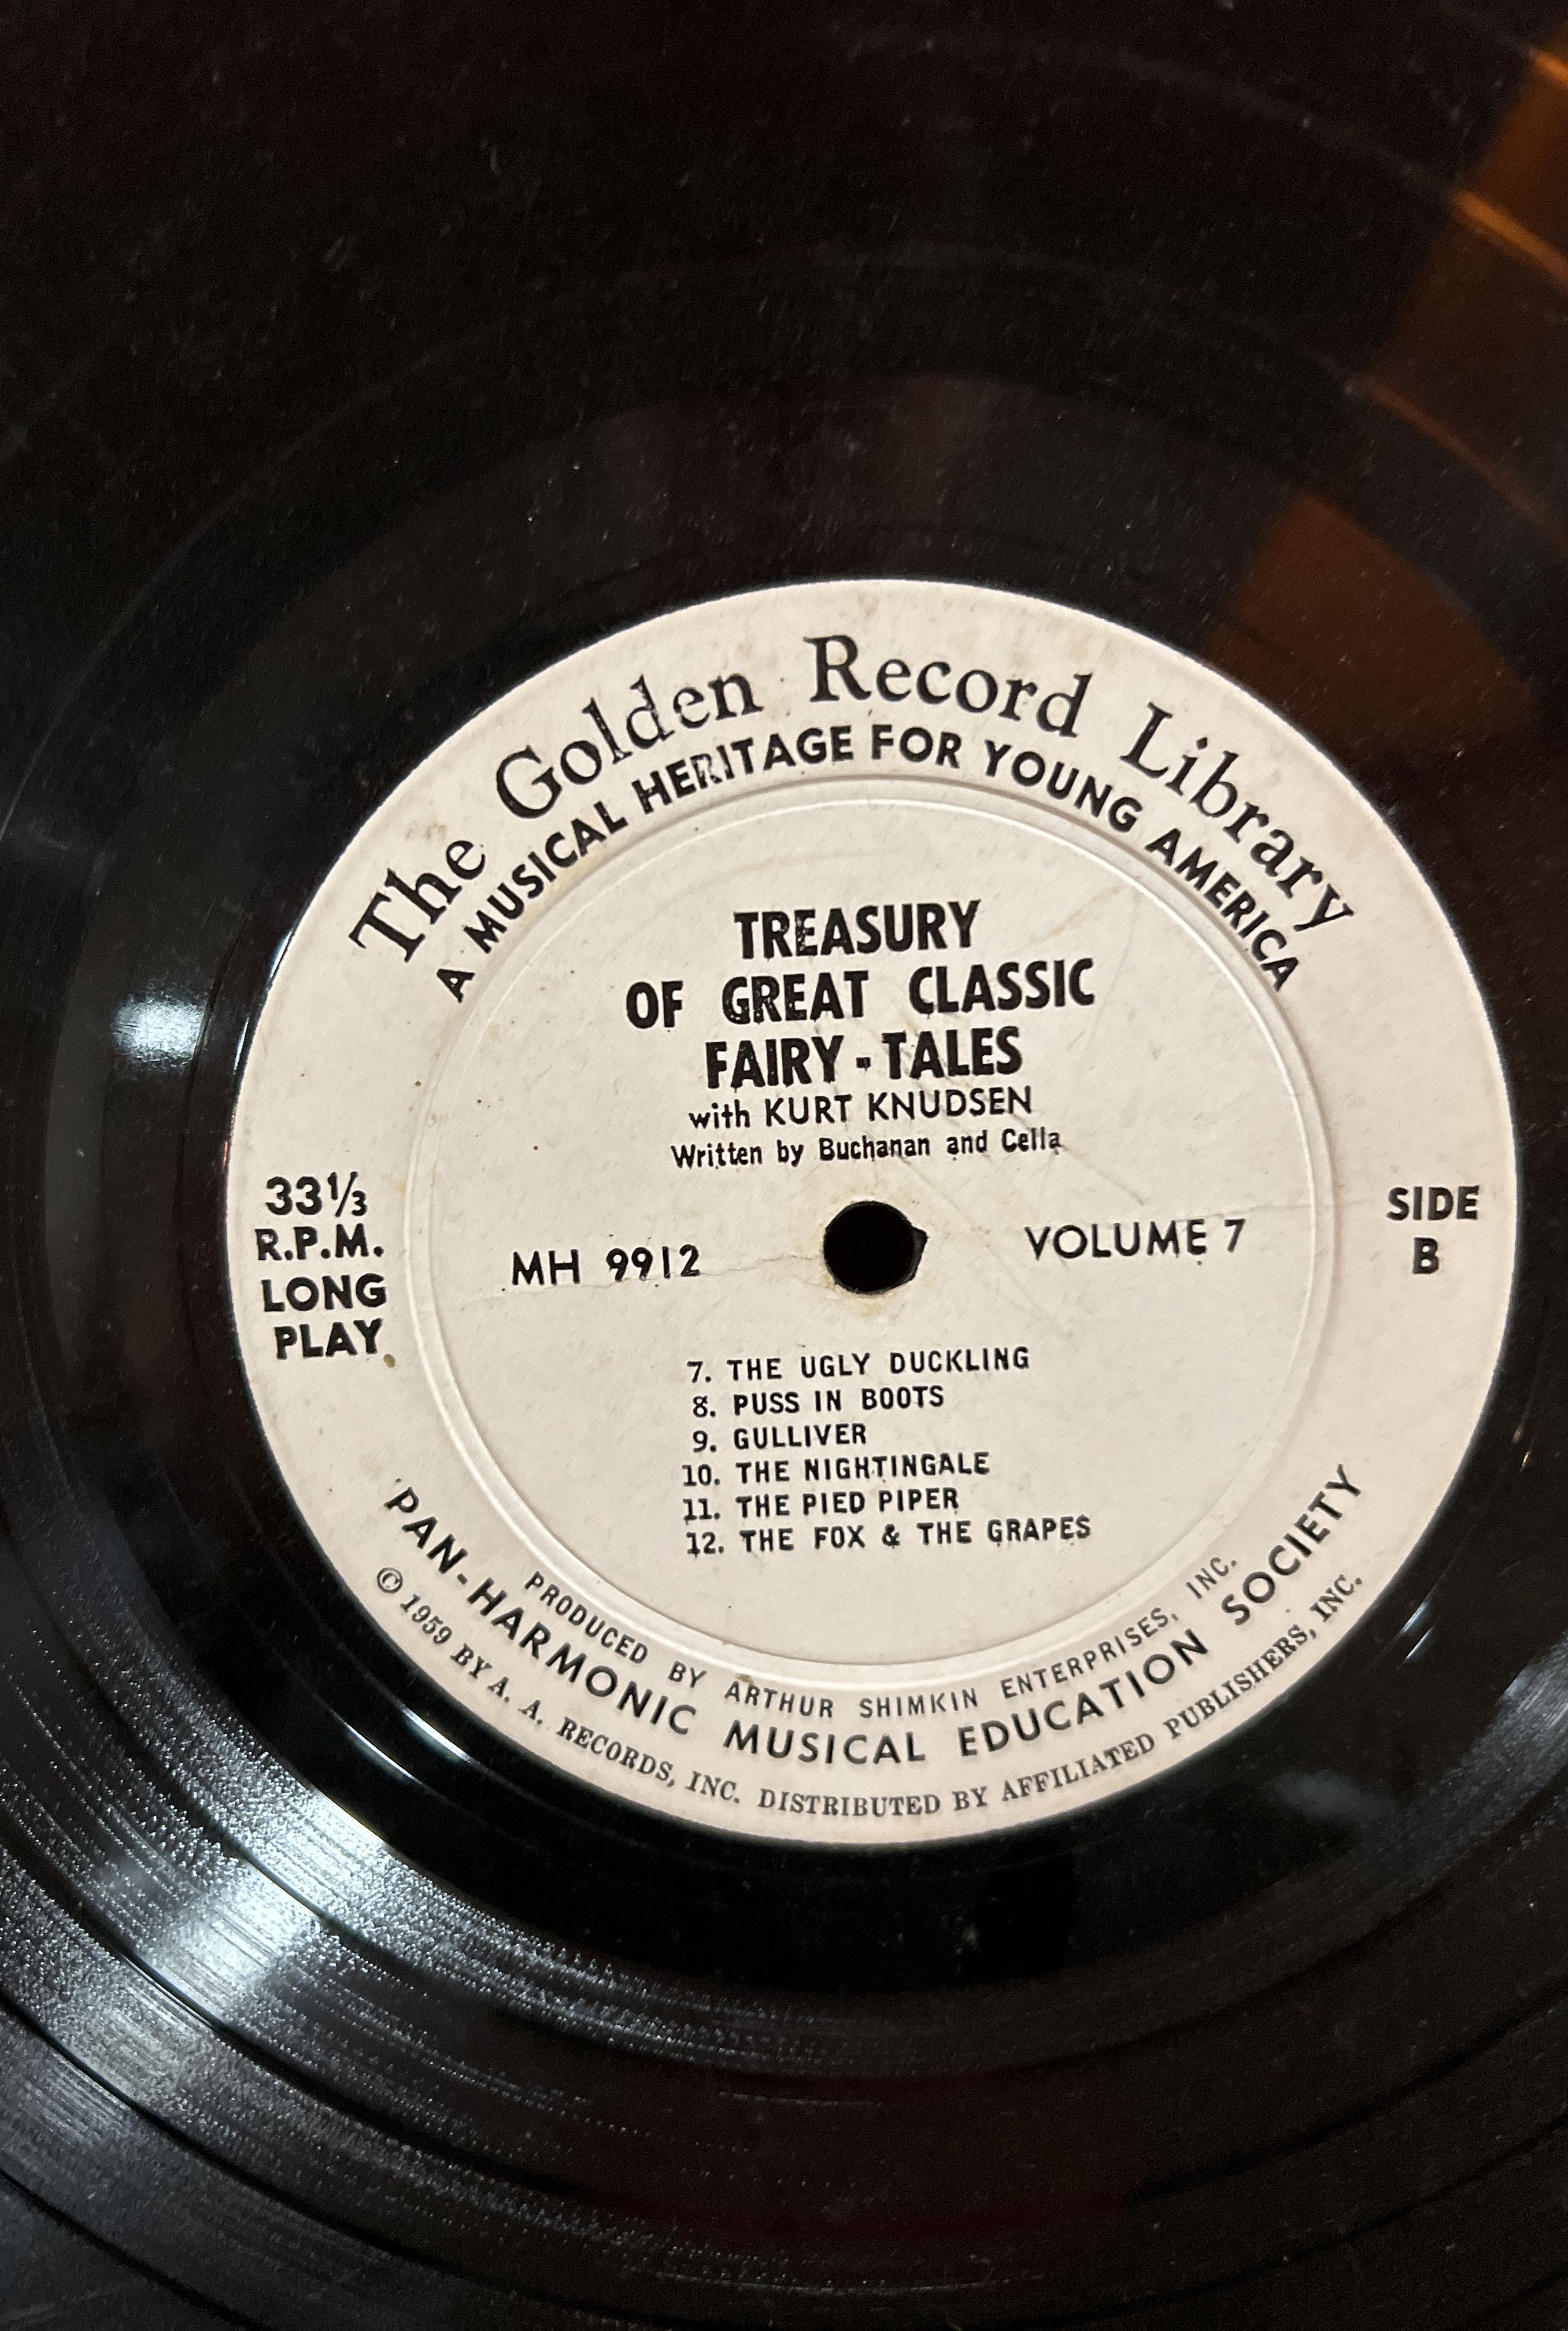 The Golden Record Library
A MUSICAL HERITAGE FOR YOUNG AMERICA
TREASURY
OF GREAT CLASSIC
FAIRY-TALES
with KURT KNUDSEN
Written by Buchanan and Cella
33⅓
R.P.M.
LONG
PLAY
MH 9912
VOLUME 7
SIDE
B
7. THE UGLY DUCKLING
8. PUSS IN BOOTS
9. GULLIVER
10. THE NIGHTINGALE
11. THE PIED PIPER
12. THE FOX & THE GRAPES
PRODUCED BY ARTHUR SHIMKIN ENTERPRISES, INC.
PAN-HARMONIC MUSICAL EDUCATION SOCIETY
© 1959 BY A. A. RECORDS, INC. DISTRIBUTED BY AFFILIATED PUBLISHERS, INC.